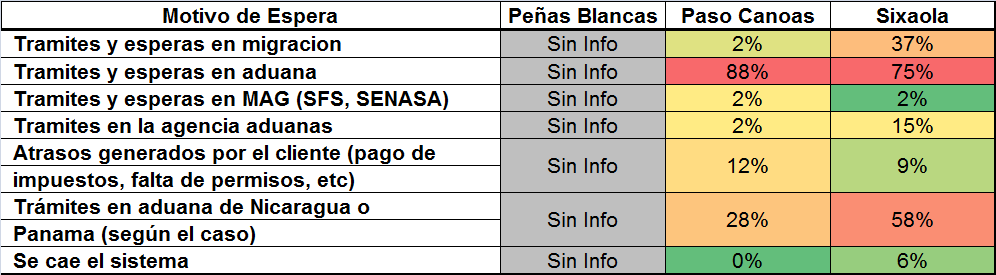 Motivo de Espera Peñas Blancas Paso Canoas Sixaola
Tramites y esperas en migracion Sin Info 2% 37%
Tramites y esperas en aduana Sin Info 88% 75%
Tramites y esperas en MAG (SFS, SENASA) Sin Info 2% 2%
Tramites en la agencia aduanas Sin Info 2% 15%
Atrasos generados por el cliente (pago de
impuestos, falta de permisos, etc) Sin Info 12% 9%
Trámites en aduana de Nicaragua o
Panama (según el caso) Sin Info 28% 58%
Se cae el sistema Sin Info 0% 6%